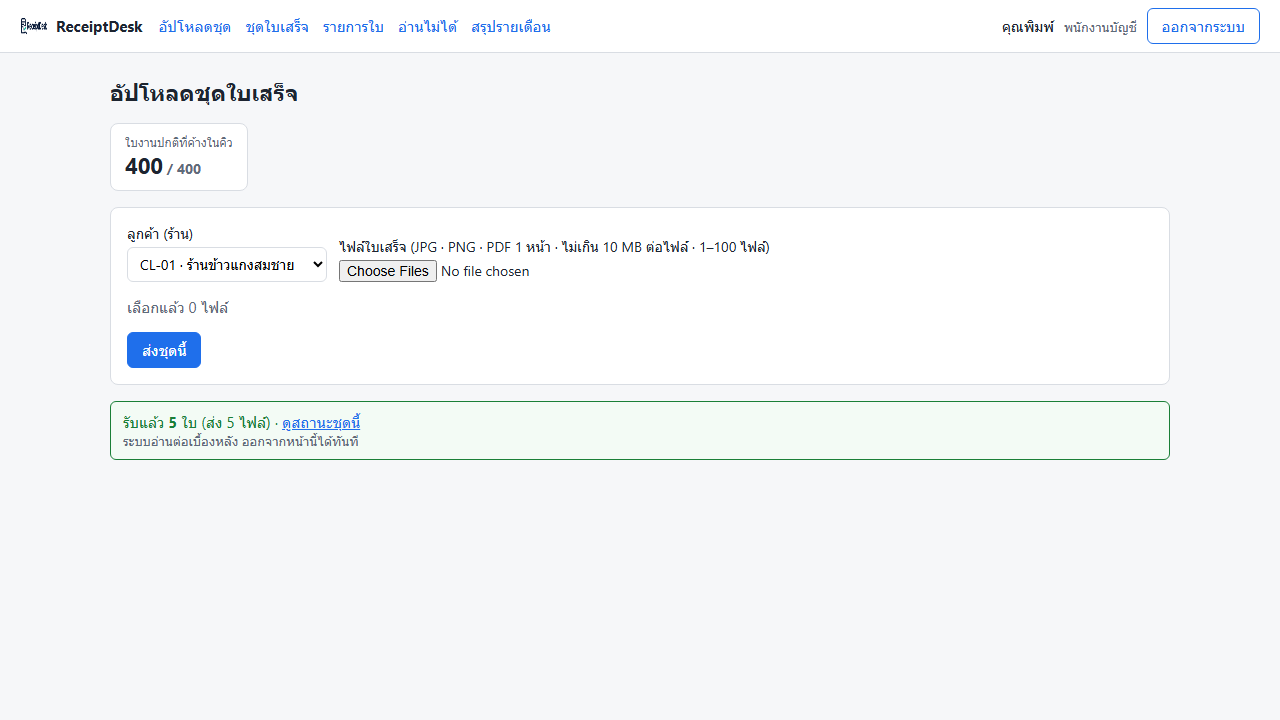 ReceiptDesk อัปโหลดชุด ชุดใบเสร็จ รายการใบ อ่านไม่ได้ สรุปรายเดือน คุณพิมพ์ พนักงานบัญชี ออกจากระบบ
อัปโหลดชุดใบเสร็จ
ใบงานปกติที่ค้างในคิว
400 / 400
ลูกค้า (ร้าน)
ไฟล์ใบเสร็จ (JPG · PNG · PDF 1 หน้า · ไม่เกิน 10 MB ต่อไฟล์ · 1–100 ไฟล์)
CL-01 · ร้านข้าวแกงสมชาย
Choose Files No file chosen
เลือกแล้ว 0 ไฟล์
ส่งชุดนี้
รับแล้ว 5 ใบ (ส่ง 5 ไฟล์) · ดูสถานะชุดนี้
ระบบอ่านต่อเบื้องหลัง ออกจากหน้านี้ได้ทันที